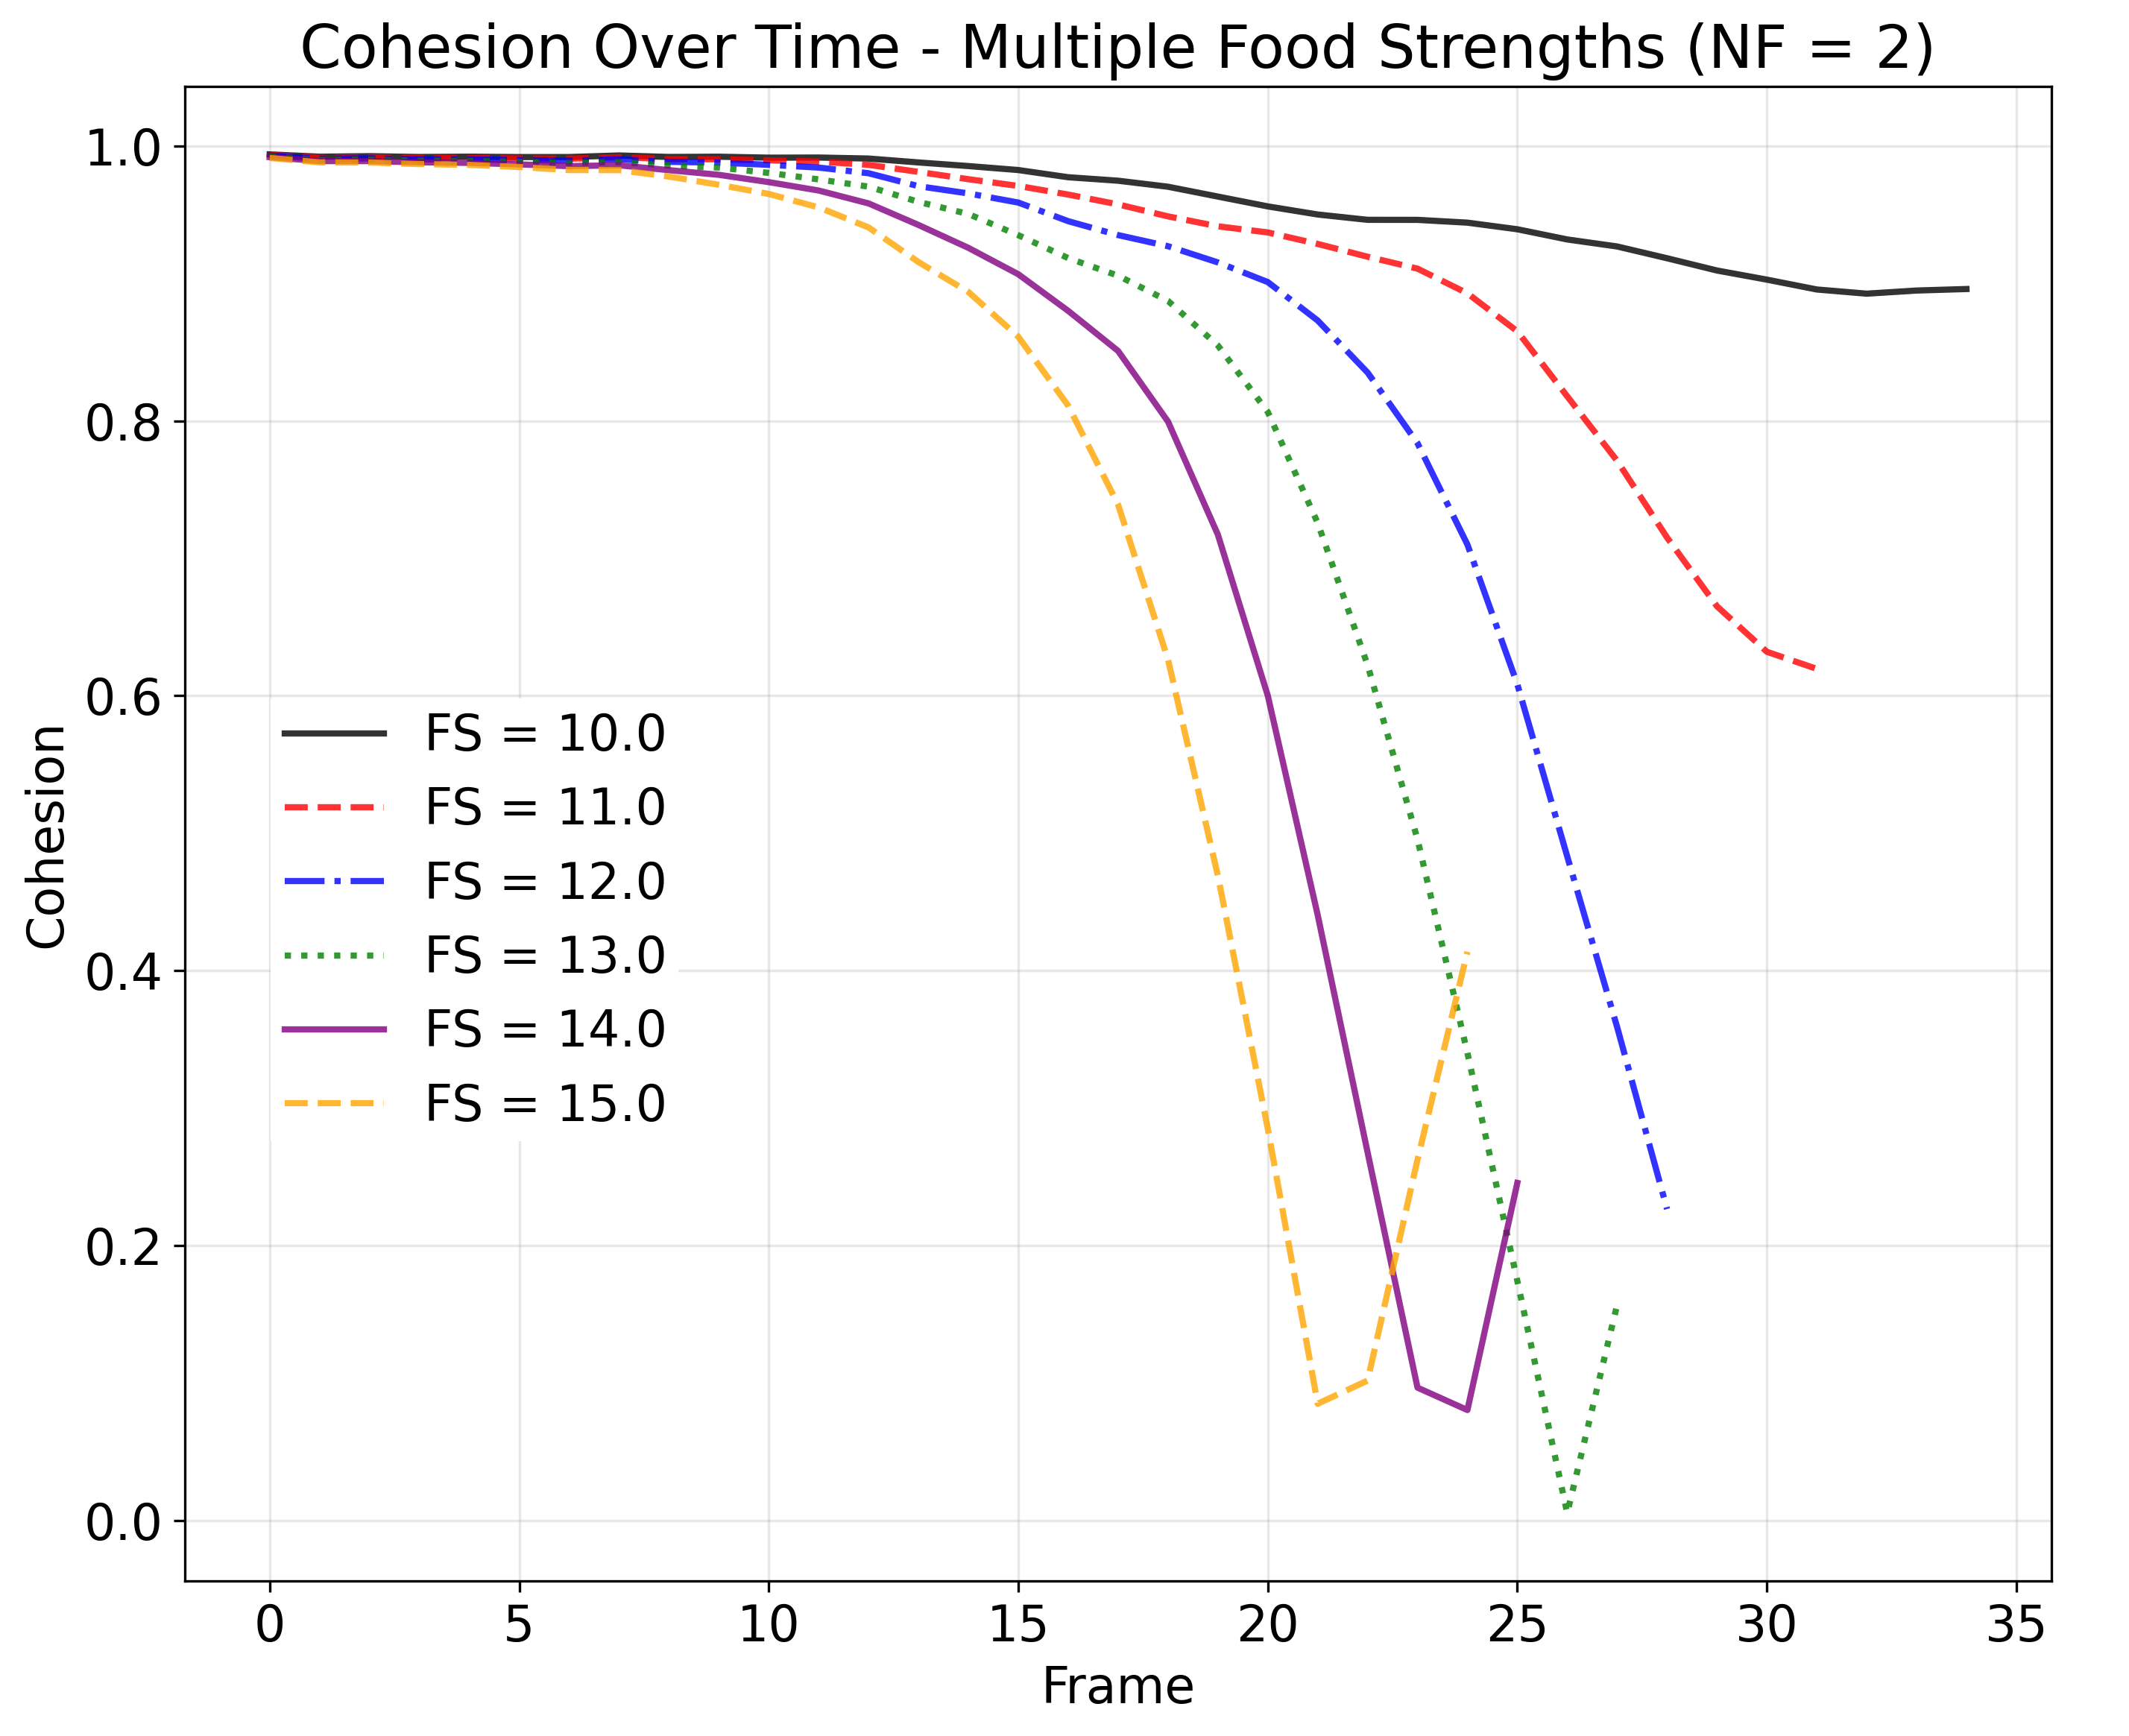 Cohesion Over Time - Multiple Food Strengths (NF = 2)
1.0
0.8
0.6
0.4
0.2
0.0
Cohesion
FS = 10.0
FS = 11.0
FS = 12.0
FS = 13.0
FS = 14.0
FS = 15.0
0 5 10 15 20 25 30 35
Frame